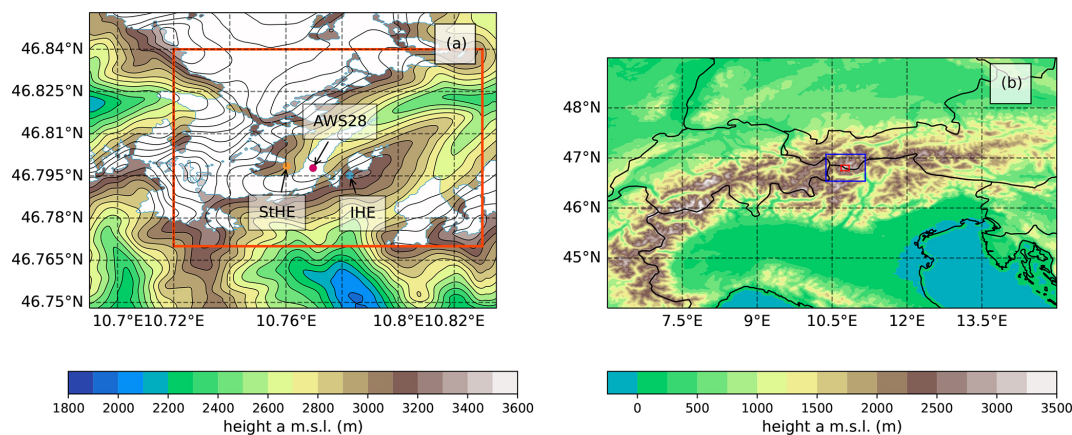 (a)
46.84°N
46.825°N
46.81°N
46.795°N
46.78°N
46.765°N
46.75°N
AWS28
StHE
IHE
10.7°E
10.72°E
10.76°E
10.8°E
10.82°E
1800
2000
2200
2400
2600
2800
3000
3200
3400
3600
height a m.s.l. (m)
(b)
48°N
47°N
46°N
45°N
7.5°E
9°E
10.5°E
12°E
13.5°E
0
500
1000
1500
2000
2500
3000
3500
height a m.s.l. (m)